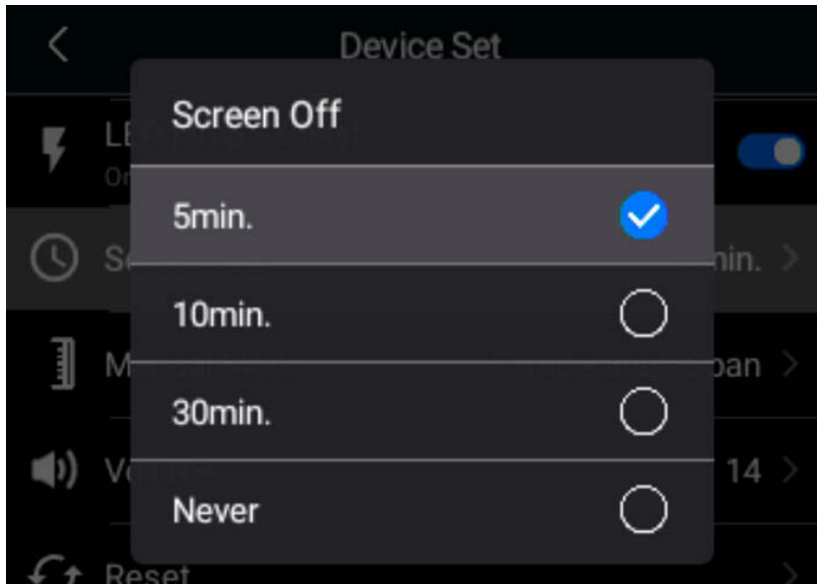 Device Set
Screen Off
5min.
10min.
30min.
Never
14
Reset